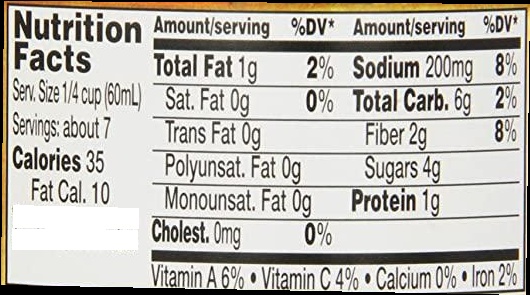 Nutrition Facts
Serv. Size 1/4 cup (60mL)
Servings: about 7
Calories 35
Fat Cal. 10
Amount/serving %DV* Amount/serving %DV*
Total Fat 1g 2% Sodium 200mg 8%
Sat. Fat 0g 0% Total Carb. 6g 2%
Trans Fat 0g Fiber 2g 8%
Polyunsat. Fat 0g Sugars 4g
Monounsat. Fat 0g Protein 1g
Cholest. 0mg 0%
Vitamin A 6% • Vitamin C 4% • Calcium 0% • Iron 2%